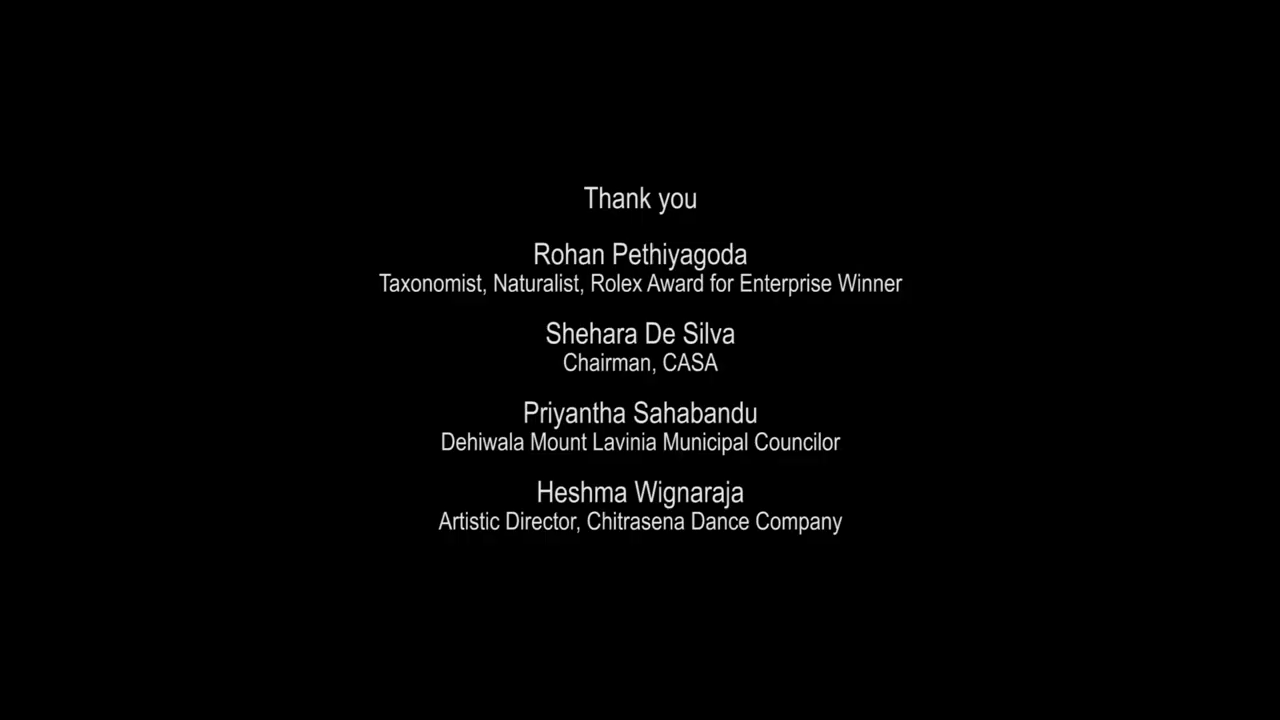 Thank you
Rohan Pethiyagoda
Taxonomist, Naturalist, Rolex Award for Enterprise Winner
Shehara De Silva
Chairman, CASA
Priyantha Sahabandu
Dehiwala Mount Lavinia Municipal Councilor
Heshma Wignaraja
Artistic Director, Chitrasena Dance Company